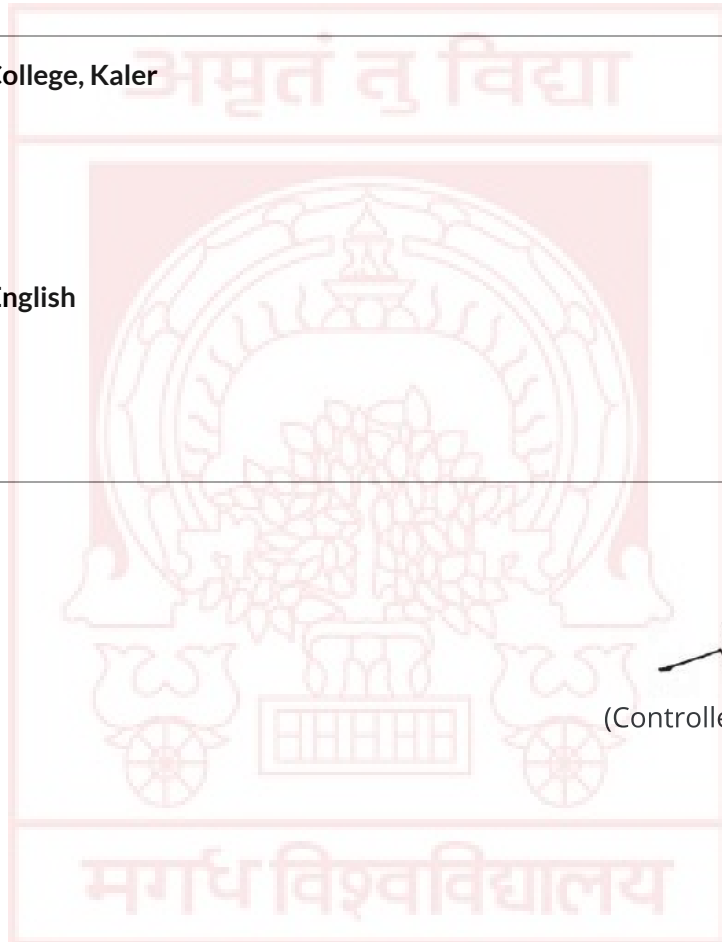 अमृतं तु विद्या
College, Kaler
English
(Controlle
मगध विश्वविद्यालय